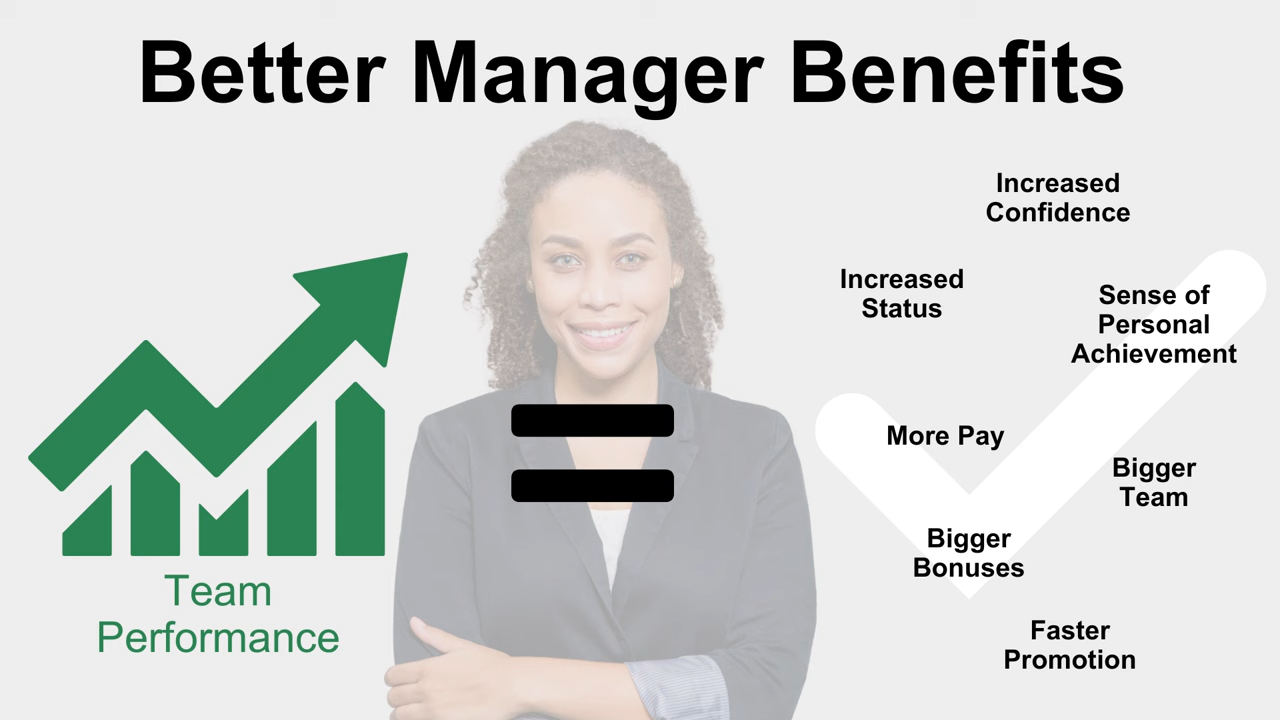 Better Manager Benefits
Increased
Confidence
Increased
Status
Sense of
Personal
Achievement
More Pay
Bigger
Team
Bigger
Bonuses
Team
Performance
Faster
Promotion